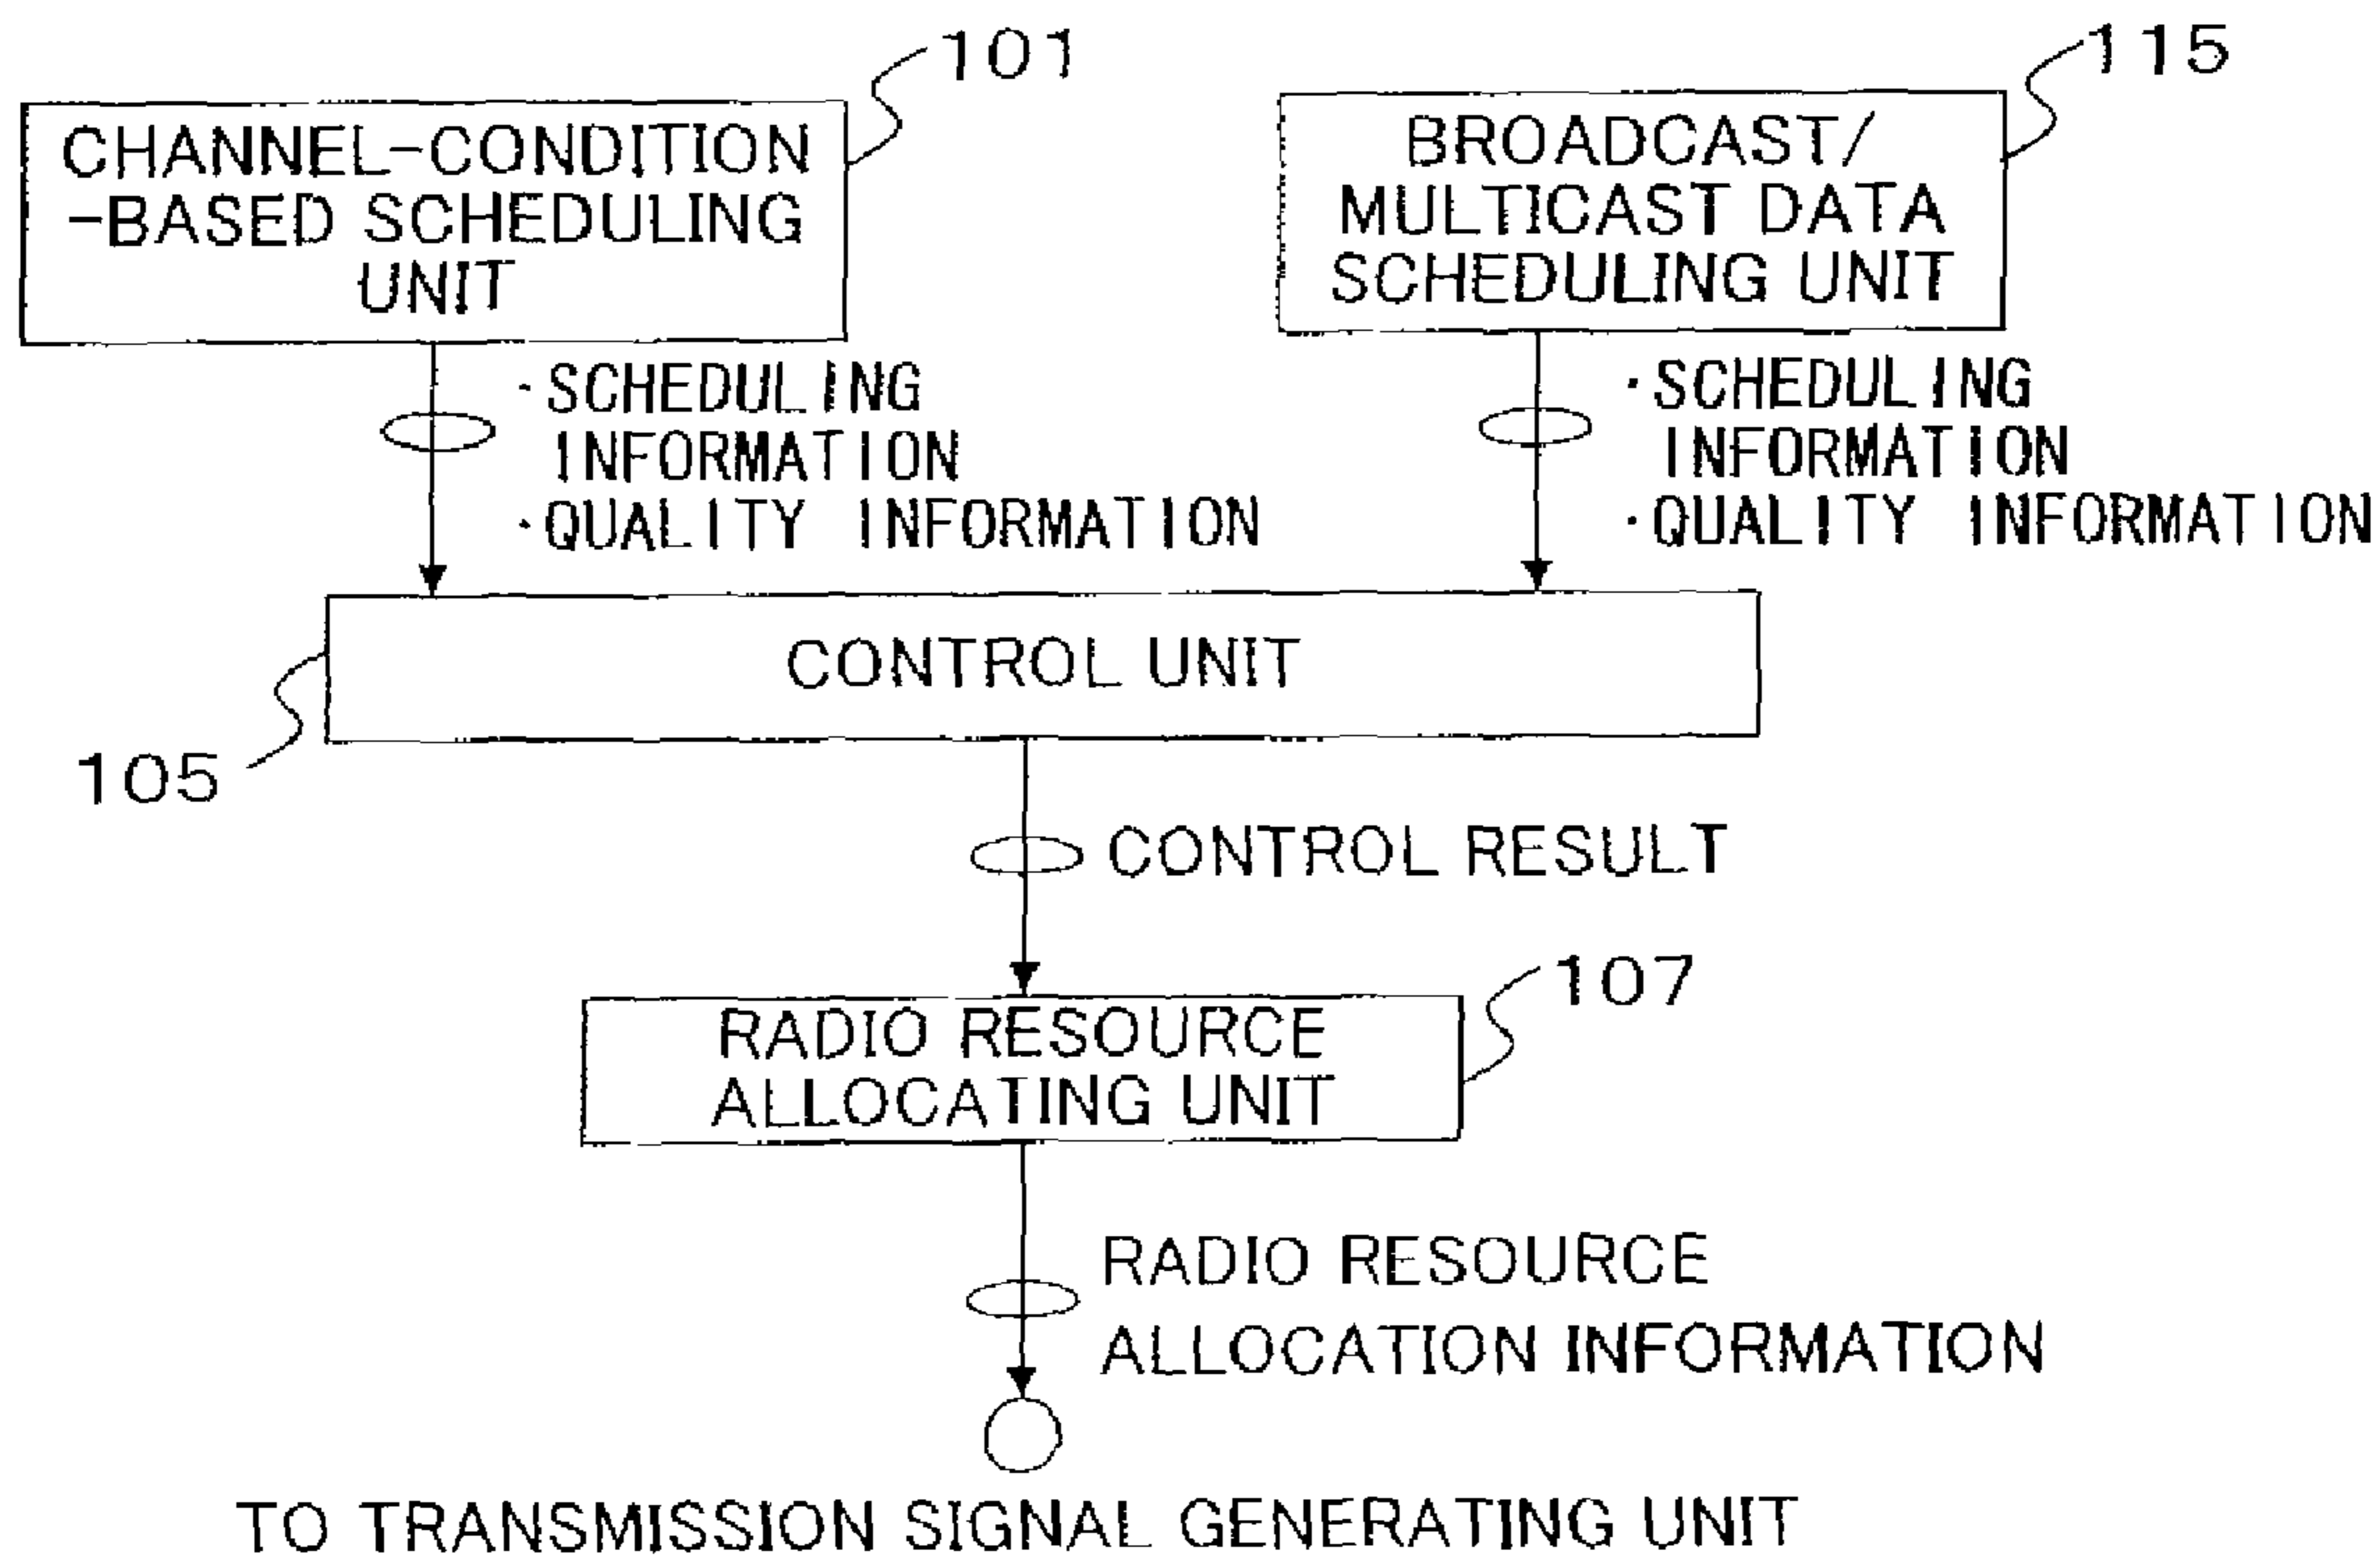 101
115
CHANNEL-CONDITION
-BASED SCHEDULING
UNIT
BROADCAST/
MULTICAST DATA
SCHEDULING UNIT
・SCHEDULING
INFORMATION
・QUALITY INFORMATION
・SCHEDULING
INFORMATION
・QUALITY INFORMATION
CONTROL UNIT
105
CONTROL RESULT
107
RADIO RESOURCE
ALLOCATING UNIT
RADIO RESOURCE
ALLOCATION INFORMATION
TO TRANSMISSION SIGNAL GENERATING UNIT